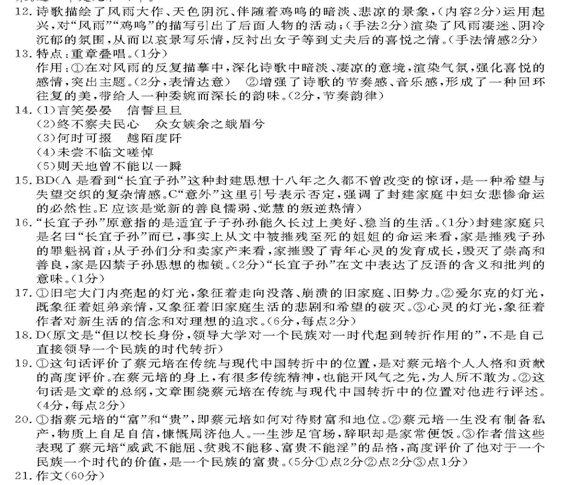 12. 诗歌描绘了风雨大作、天色阴沉、伴随着鸡鸣的暗淡、悲凉的景象,(内容2分)运用起
兴,对“风雨”“鸡鸣”的描写引出了后面人物的活动;(手法2分)渲染了风雨凄迷、阴冷
沉郁的氛围,从而以哀景写乐情,反衬出女子等到丈夫后的喜悦之情。(手法情感2分)
13. 特点:重章叠唱。(1分)
作用:①在对风雨的反复描摹中,深化诗歌中暗淡、凄凉的意境,渲染气氛,强化喜悦的
感情,突出主题。(2分,表情达意) ②增强了诗歌的节奏感、音乐感,形成了一种回环
往复的美,带给人一种委婉而深长的韵味。(2分,节奏韵律)
14. (1)言笑晏晏 信誓旦旦
(2)终不察夫民心 众女嫉余之蛾眉兮
(3)何时可掇 越陌度阡
(4)未尝不临文嗟悼
(5)则天地曾不能以一瞬
15. BD(A 是看到“长宜子孙”这种封建思想十八年之久都不曾改变的惊讶,是一种希望与
失望交织的复杂情感。C“意外”这里引号表示否定,强调了封建家庭中妇女悲惨命运
的必然性。E 应该是觉新的善良懦弱、觉慧的叛逆热情)
16. “长宜子孙”原意指的是适宜子子孙孙能久长过上美好、稳当的生活。(1分)封建家庭只
是名曰“长宜子孙”而已,事实上从文中被摧残至死的姐姐的命运来看,家是摧残子孙
的罪魁祸首;从子孙们分和卖家产来看,家摧毁了青年心灵的发育成长,毁灭了崇高和
善良,家是囚禁子孙思想的枷锁。(2分)“长宜子孙”在文中表达了反语的含义和批判的
意味。(1分)
17. ①旧宅大门内亮起的灯光,象征着走向没落、崩溃的旧家庭、旧势力。②爱尔克的灯光,
既象征着姐弟亲情,又象征着旧家庭生活的悲剧和希望的破灭。③心灵的灯光,象征着
作者对新生活的信念和对理想的追求。(6分,每点2分)
18. D(原文是“但以校长身份,领导大学对一个民族对一时代起到转折作用的”,不是自己
直接领导一个民族的时代转折)
19. ①这句话评价了蔡元培在传统与现代中国转折中的位置,是对蔡元培个人人格和贡献
的高度评价。在蔡元培的身上,有很多传统精神,也能开风气之先,为人所不敢为。②这
句话是文章的总纲,文章围绕蔡元培在传统与现代中国转折中的位置对他进行评述。
(4分,每点2分)
20. ①指蔡元培的“富”和“贵”,即蔡元培如何对待财富和地位。②蔡元培一生没有制备私
产,物质上自足自信,慷慨周济他人。一生涉足官场,辞职却是家常便饭。③作者借这些
表现了蔡元培“威武不能屈、贫贱不能移、富贵不能淫”的品格,高度评价了他对于一个
民族一个时代的价值,是一个民族的富贵。(5分①点2分②点2分③点1分)
21. 作文(60分)